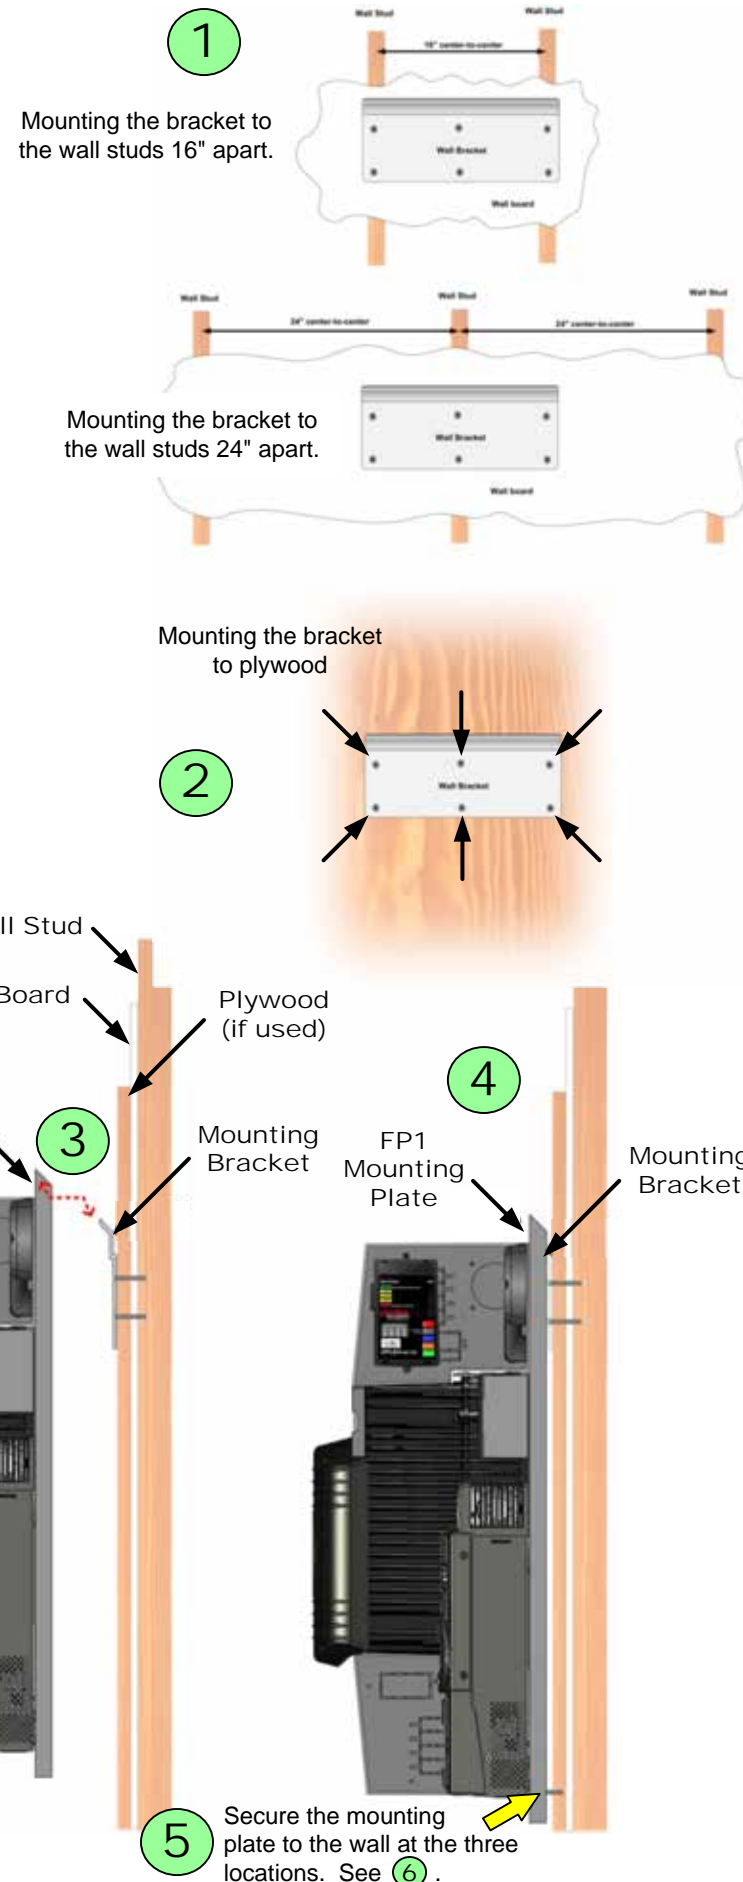 Wall Stud
Wall Stud
1
16" center-to-center
Mounting the bracket to
the wall studs 16" apart.
Wall Bracket
Wall board
Wall Stud
Wall Stud
Wall Stud
24" center-to-center
24" center-to-center
Mounting the bracket to
the wall studs 24" apart.
Wall Bracket
Wall board
Mounting the bracket
to plywood
2
Wall Bracket
ll Stud
Board
Plywood
(if used)
3
4
Mounting
Bracket
FP1
Mounting
Plate
Mounting
Bracket
5
Secure the mounting
plate to the wall at the three
locations. See 6 .